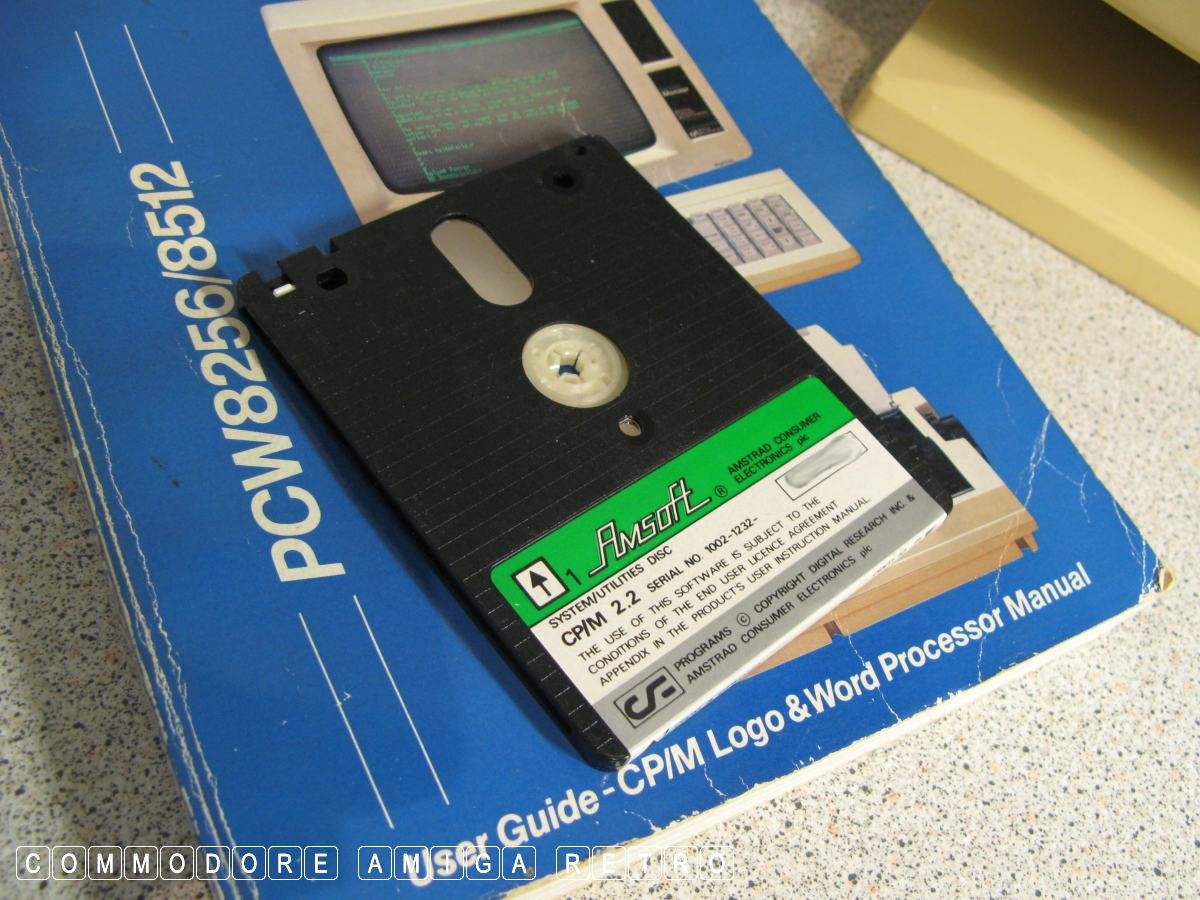 PCW8256/8512
Monitor
1
Amsoft®
AMSTRAD CONSUMER
ELECTRONICS plc
SYSTEM/UTILITIES DISC
CP/M 2.2 SERIAL NO. 1002-1232-
THE USE OF THIS SOFTWARE IS SUBJECT TO THE
CONDITIONS OF THE END USER LICENCE AGREEMENT
APPENDIX IN THE PRODUCT'S USER INSTRUCTION MANUAL
PROGRAMS © COPYRIGHT DIGITAL RESEARCH INC &
AMSTRAD CONSUMER ELECTRONICS plc
User Guide - CP/M Logo & Word Processor Manual
COMMODORE AMIGA RETRO